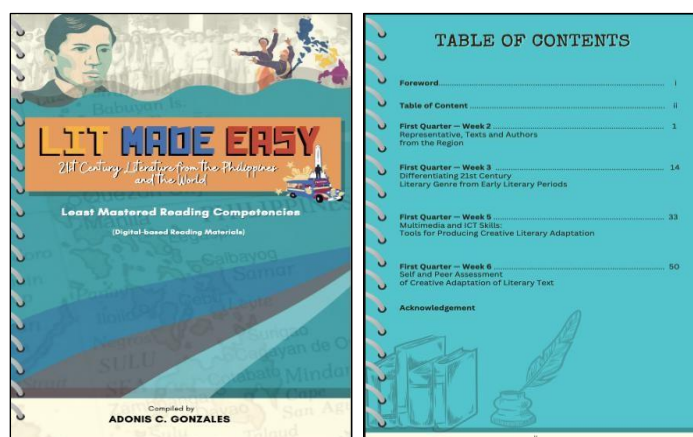 LIT MADE EASY
21st Century Literature from the Philippines
and the World
Least Mastered Reading Competencies
(Digital-based Reading Materials)
Compiled by
ADONIS C. GONZALES
TABLE OF CONTENTS
Foreword i
Table of Content ii
First Quarter — Week 2 1
Representative, Texts and Authors
from the Region
First Quarter — Week 3 14
Differentiating 21st Century
Literary Genre from Early Literary Periods
First Quarter — Week 5 33
Multimedia and ICT Skills:
Tools for Producing Creative Literary Adaptation
First Quarter — Week 6 50
Self and Peer Assessment
of Creative Adaptation of Literary Text
Acknowledgement